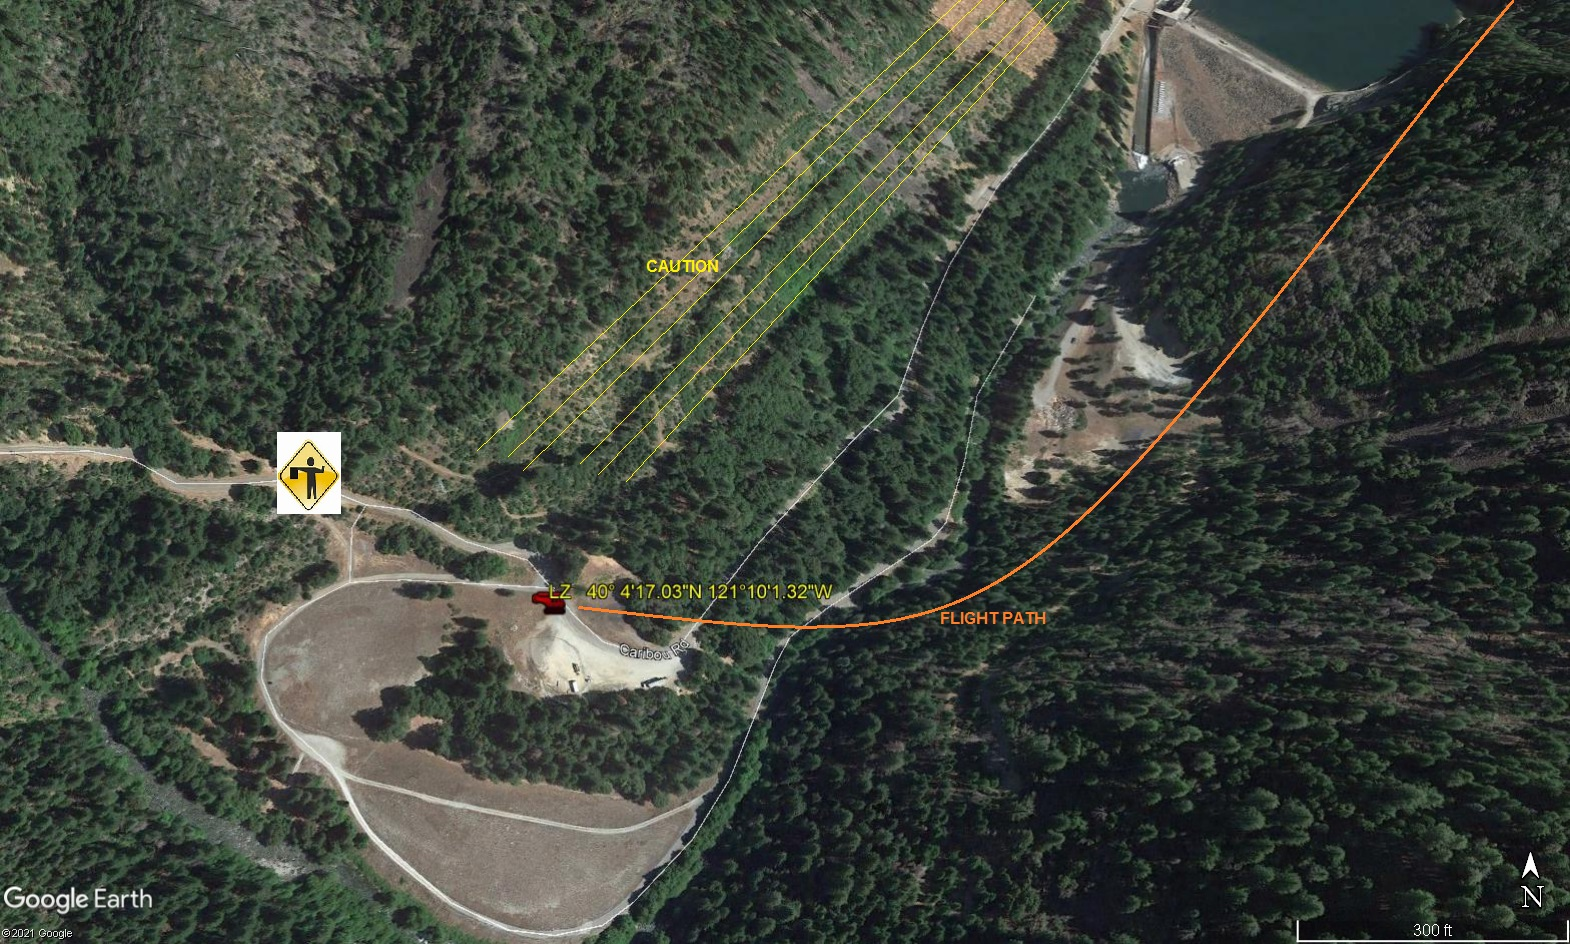 CAUTION
LZ 40° 4'17.03"N 121°10'1.32"W
FLIGHT PATH
Caribou Rd
Google Earth
©2021 Google
N
300 ft